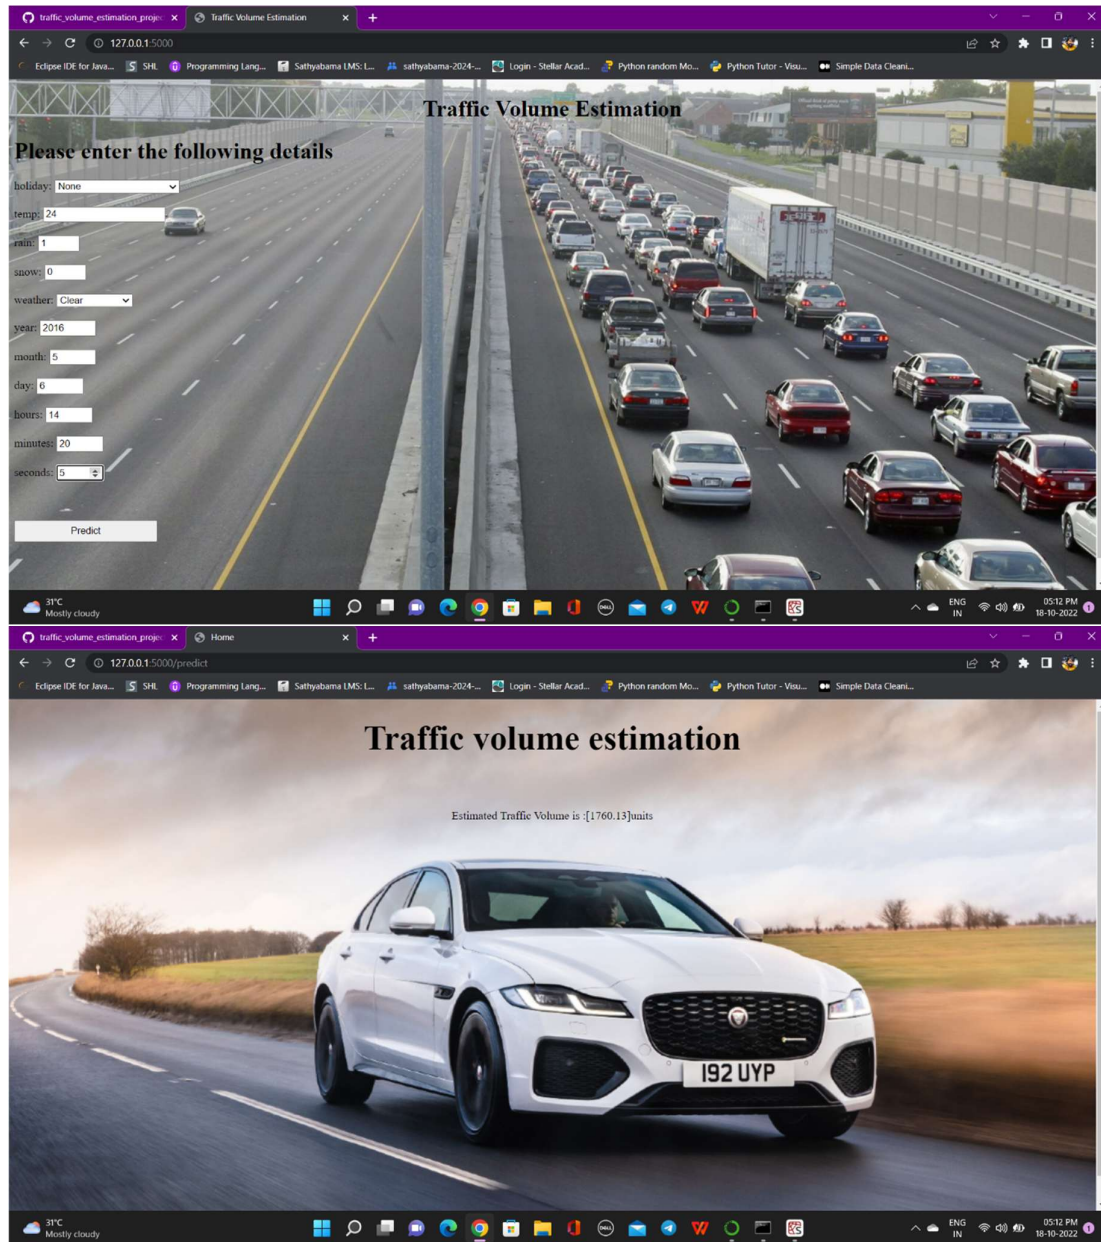 traffic_volume_estimation_projec
Traffic Volume Estimation
127.0.0.1:5000
Eclipse IDE for Java...
SHL
Programming Lang...
Sathyabama LMS: L...
sathyabama-2024-...
Login - Stellar Acad...
Python random Mo...
Python Tutor - Visu...
Simple Data Cleani...
Traffic Volume Estimation
Please enter the following details
holiday: None
temp: 24
rain: 1
snow: 0
weather: Clear
year: 2016
month: 5
day: 6
hours: 14
minutes: 20
seconds: 5
Predict
31°C
Mostly cloudy
DELL
ENG
IN
05:12 PM
18-10-2022
1
traffic_volume_estimation_projec
Home
127.0.0.1:5000/predict
Eclipse IDE for Java...
SHL
Programming Lang...
Sathyabama LMS: L...
sathyabama-2024-...
Login - Stellar Acad...
Python random Mo...
Python Tutor - Visu...
Simple Data Cleani...
Traffic volume estimation
Estimated Traffic Volume is :[1760.13]units
192 UYP
31°C
Mostly cloudy
DELL
ENG
IN
05:12 PM
18-10-2022
1